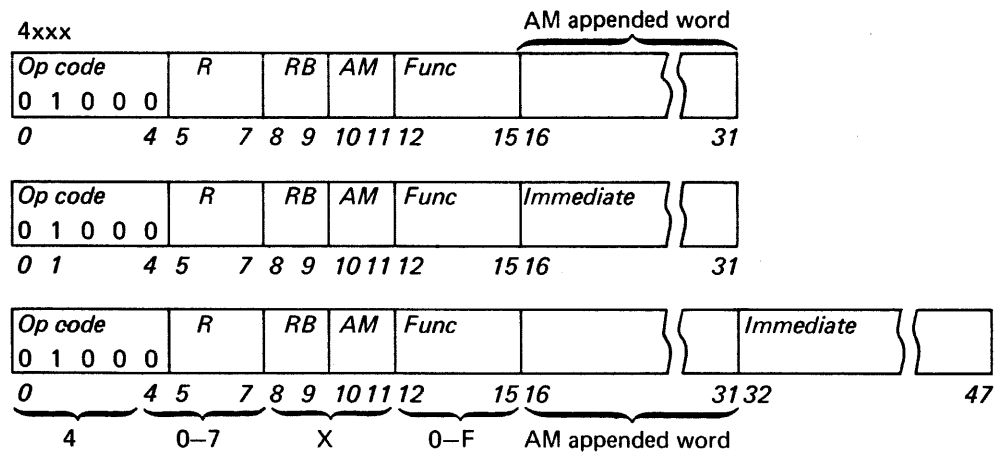 AM appended word
4xxx
Op code R RB AM Func
0 1 0 0 0
0 4 5 7 8 9 10 11 12 15 16 31
Op code R RB AM Func Immediate
0 1 0 0 0
0 1 4 5 7 8 9 10 11 12 15 16 31
Op code R RB AM Func Immediate
0 1 0 0 0
0 4 5 7 8 9 10 11 12 15 16 31 32 47
4 0–7 X 0–F AM appended word